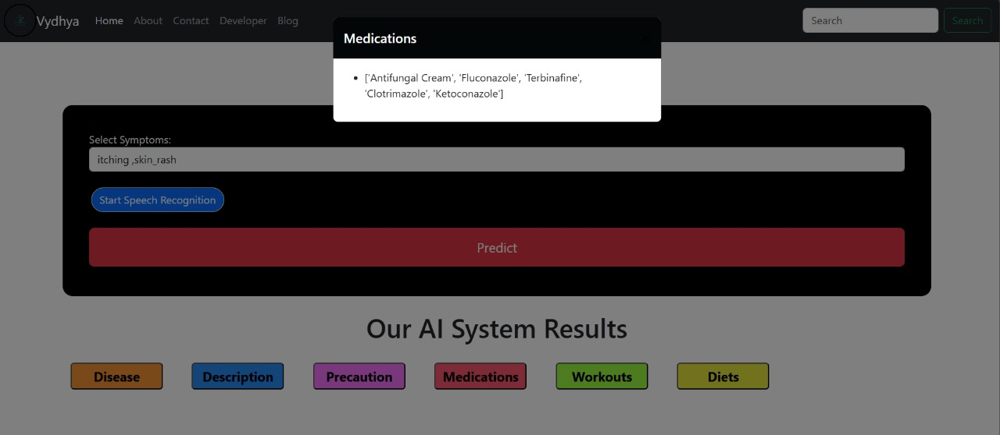 Vydhya Home About Contact Developer Blog Search Search
Medications
['Antifungal Cream', 'Fluconazole', 'Terbinafine',
'Clotrimazole', 'Ketoconazole']
Select Symptoms:
itching ,skin_rash
Start Speech Recognition
Predict
Our AI System Results
Disease Description Precaution Medications Workouts Diets